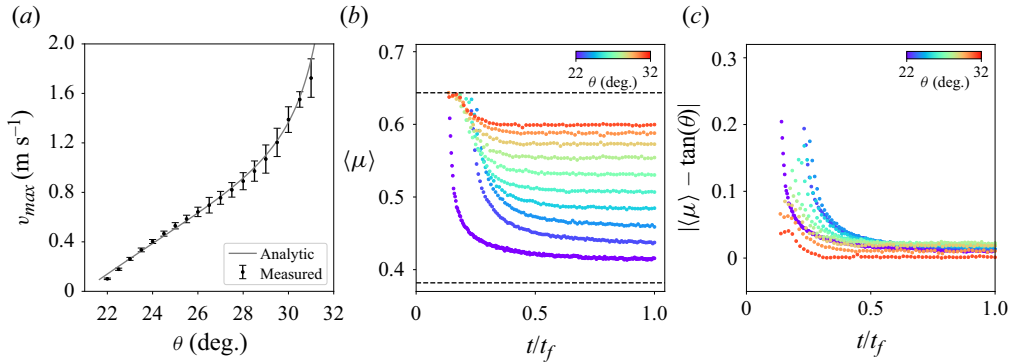 (a)
2.0
1.6
1.2
0.8
0.4
0
v_max (m s⁻¹)
22 24 26 28 30 32
θ (deg.)
Analytic
Measured
(b)
0.7
0.6
0.5
0.4
⟨μ⟩
22 32
θ (deg.)
0 0.5 1.0
t/t_f
(c)
0.3
0.2
0.1
0
|⟨μ⟩ − tan(θ)|
22 32
θ (deg.)
0 0.5 1.0
t/t_f